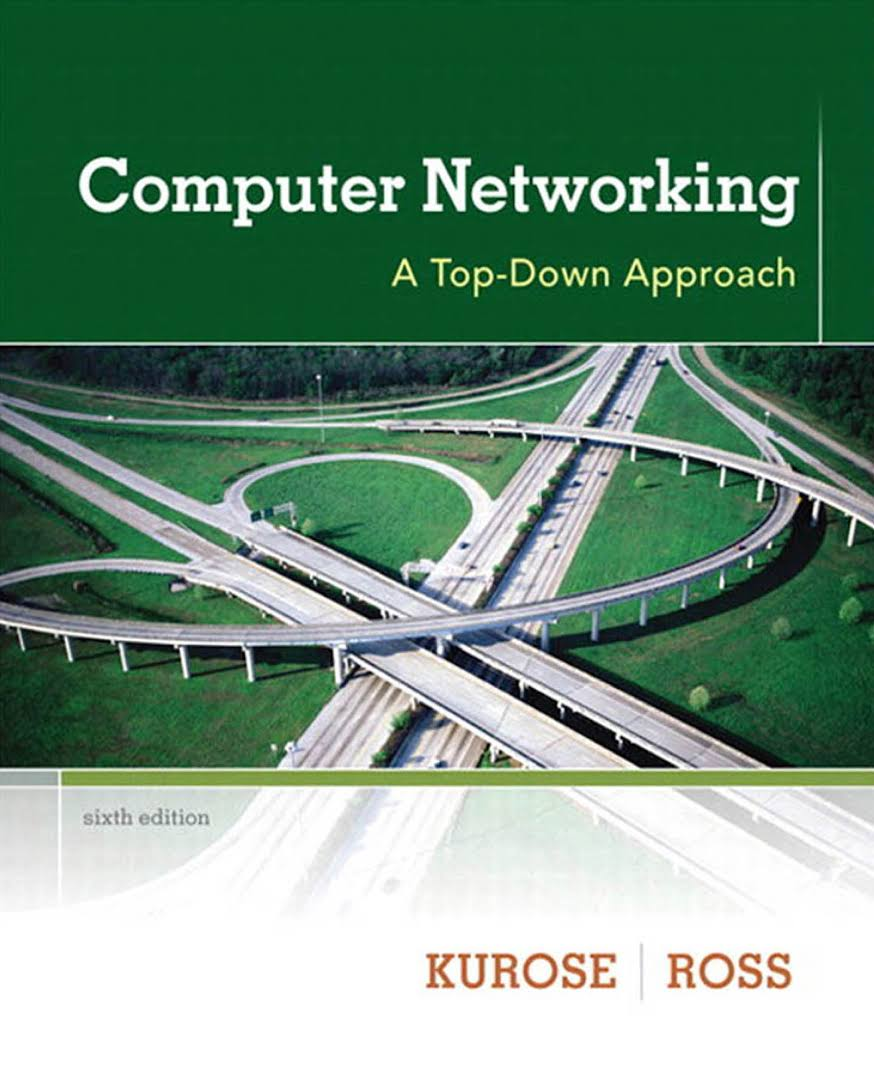 Computer Networking
A Top-Down Approach
sixth edition
KUROSE | ROSS